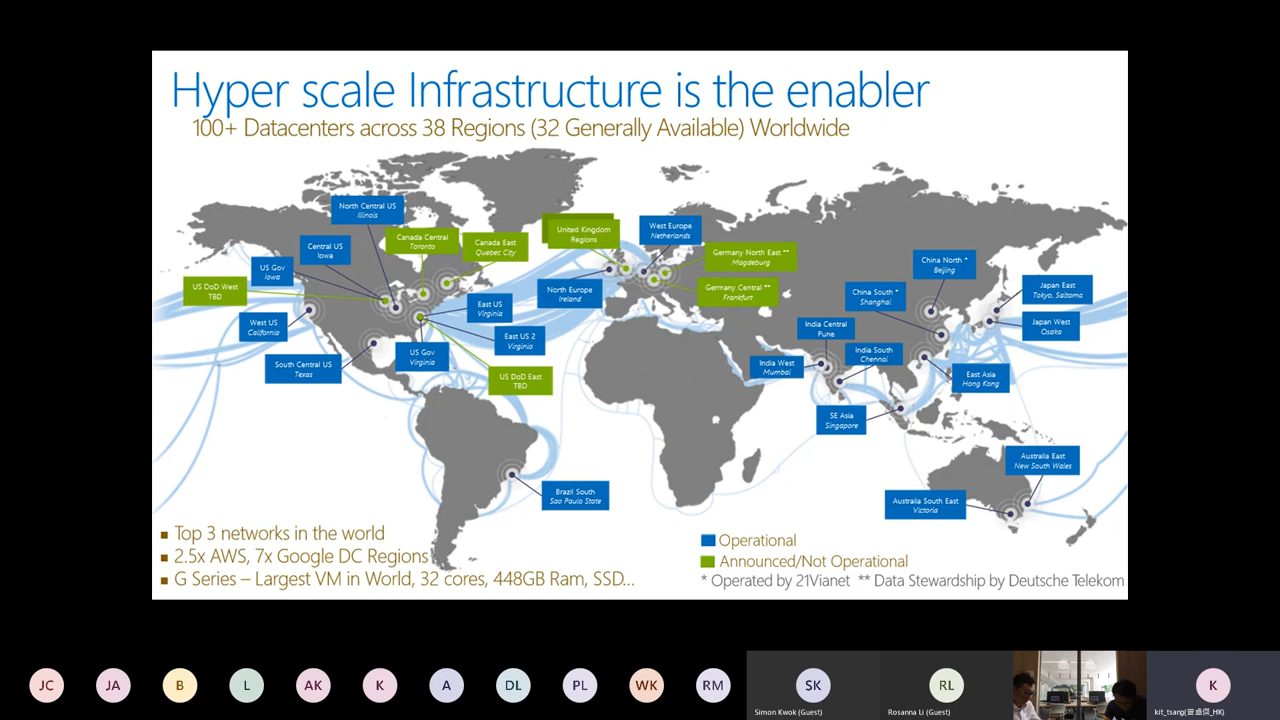 Hyper scale Infrastructure is the enabler
100+ Datacenters across 38 Regions (32 Generally Available) Worldwide
North Central US
Illinois
Central US
Iowa
US Gov
Iowa
US DoD West
TBD
West US
California
South Central US
Texas
Canada Central
Toronto
Canada East
Quebec City
East US
Virginia
East US 2
Virginia
US Gov
Virginia
US DoD East
TBD
Brazil South
Sao Paulo State
United Kingdom
Regions
West Europe
Netherlands
North Europe
Ireland
Germany North East **
Magdeburg
Germany Central **
Frankfurt
China North *
Beijing
China South *
Shanghai
Japan East
Tokyo, Saitama
Japan West
Osaka
India Central
Pune
India South
Chennai
India West
Mumbai
East Asia
Hong Kong
SE Asia
Singapore
Australia East
New South Wales
Australia South East
Victoria
▪ Top 3 networks in the world
▪ 2.5x AWS, 7x Google DC Regions
▪ G Series – Largest VM in World, 32 cores, 448GB Ram, SSD...
Operational
Announced/Not Operational
* Operated by 21Vianet ** Data Stewardship by Deutsche Telekom
JC
JA
B
L
AK
K
A
DL
PL
WK
RM
SK
Simon Kwok (Guest)
RL
Rosanna Li (Guest)
K
kit_tsang(曾卓傑_HK)